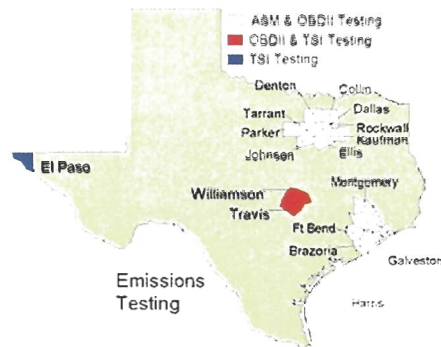 ASM & OBDII Testing
OBDII & TSI Testing
TSI Testing
Denton
Collin
Tarrant
Dallas
Parker
Rockwall
Kaufman
Johnson
Ellis
El Paso
Montgomery
Williamson
Travis
Ft Bend
Brazoria
Galveston
Emissions
Testing
Harris